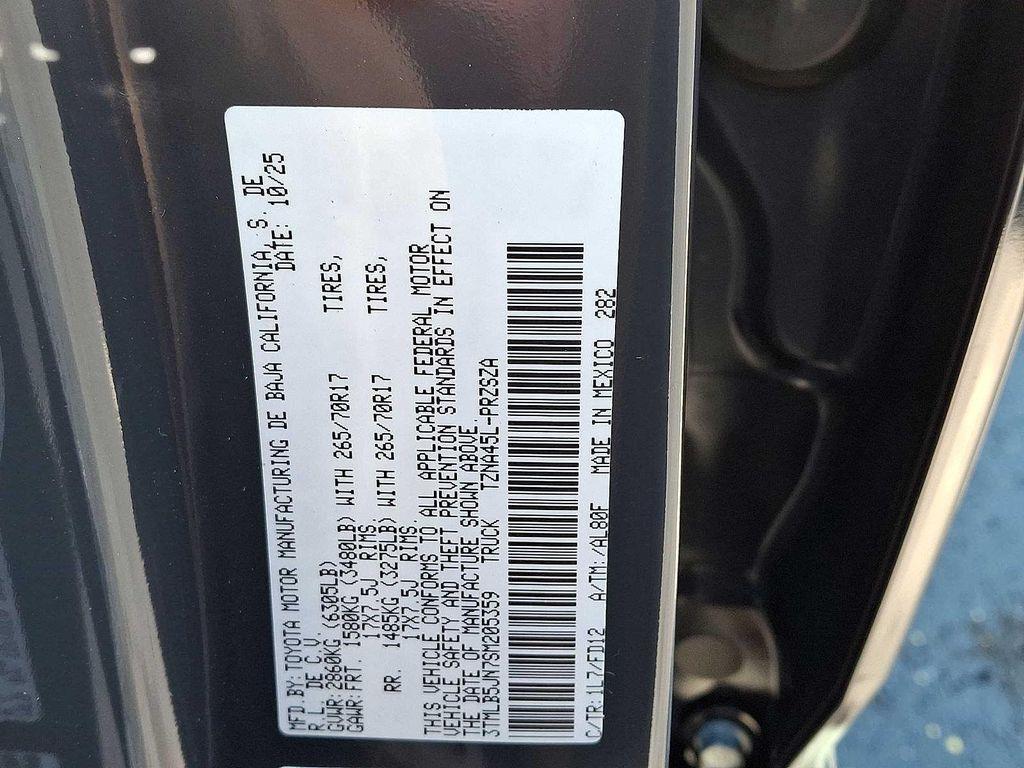 MFD.BY: TOYOTA MOTOR MANUFACTURING DE BAJA CALIFORNIA, S. DE
R.L. DE C.V. DATE: 10/25
GVWR:2860KG (6305LB)
GAWR:FRT. 1580KG (3480LB) WITH 265/70R17 TIRES,
17X7.5J RIMS.
RR. 1485KG (3275LB) WITH 265/70R17 TIRES,
17X7.5J RIMS.
THIS VEHICLE CONFORMS TO ALL APPLICABLE FEDERAL MOTOR
VEHICLE SAFETY AND THEFT PREVENTION STANDARDS IN EFFECT ON
THE DATE OF MANUFACTURE SHOWN ABOVE.
3TMLB5JN7SM205359 TRUCK TZNA45L-PRZSZA
C/TR:1L7/FD12 A/TM:/AL80F MADE IN MEXICO 282